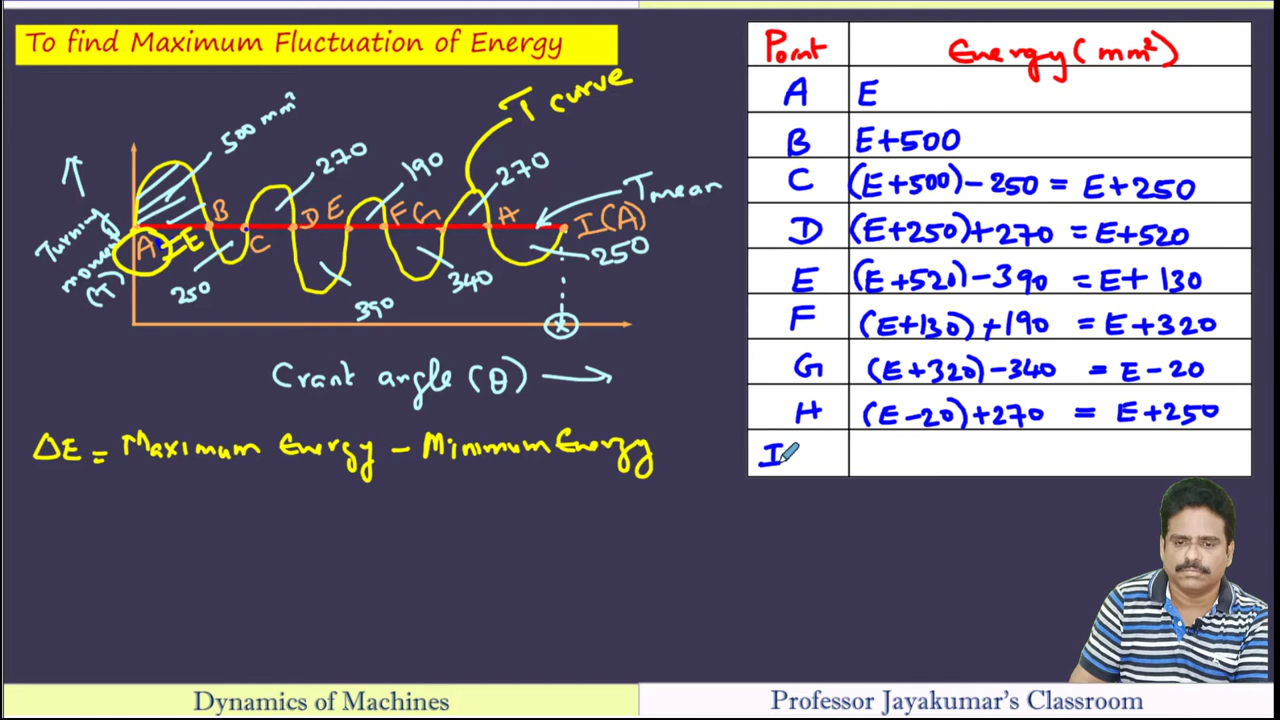 To find Maximum Fluctuation of Energy
T curve
500 mm²
270
190
270
Tmean
Turning
moment
(T)
A
E
B
C
D
E
F
G
H
I(A)
250
390
340
250
Crank angle (θ)
ΔE = Maximum Energy - Minimum Energy
Point Energy (mm²)
A E
B E+500
C (E+500)-250 = E+250
D (E+250)+270 = E+520
E (E+520)-390 = E+ 130
F (E+130)+190 = E+320
G (E+320)-340 = E-20
H (E-20)+270 = E+250
I
Dynamics of Machines
Professor Jayakumar's Classroom